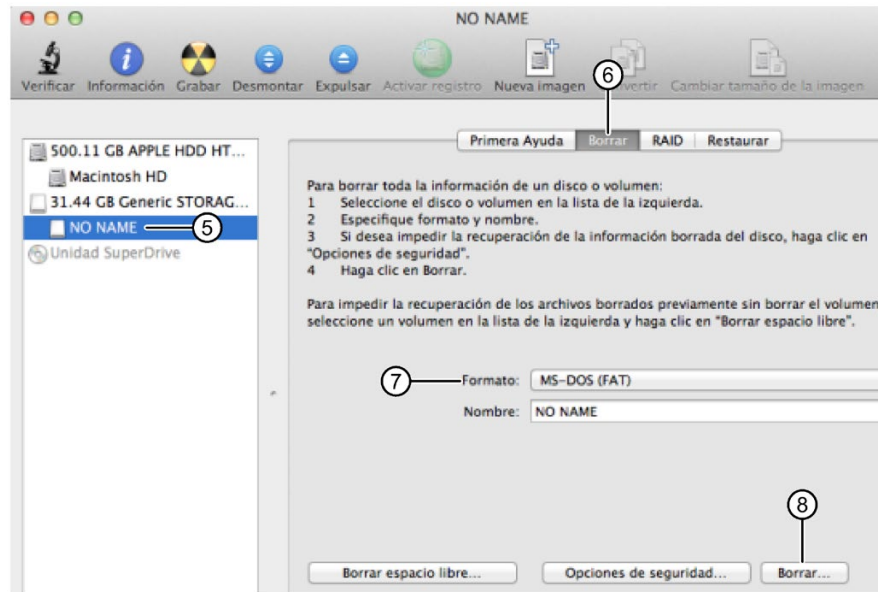 NO NAME
Verificar Información Grabar Desmontar Expulsar Activar registro Nueva imagen Cambiar tamaño de la imagen
6
Primera Ayuda Borrar RAID Restaurar
500.11 GB APPLE HDD HT...
Macintosh HD
31.44 GB Generic STORAG...
NO NAME 5
Unidad SuperDrive
Para borrar toda la información de un disco o volumen:
1 Seleccione el disco o volumen en la lista de la izquierda.
2 Especifique formato y nombre.
3 Si desea impedir la recuperación de la información borrada del disco, haga clic en
"Opciones de seguridad".
4 Haga clic en Borrar.
Para impedir la recuperación de los archivos borrados previamente sin borrar el volumen
seleccione un volumen en la lista de la izquierda y haga clic en "Borrar espacio libre".
7 Formato: MS-DOS (FAT)
Nombre: NO NAME
8
Borrar espacio libre... Opciones de seguridad... Borrar...